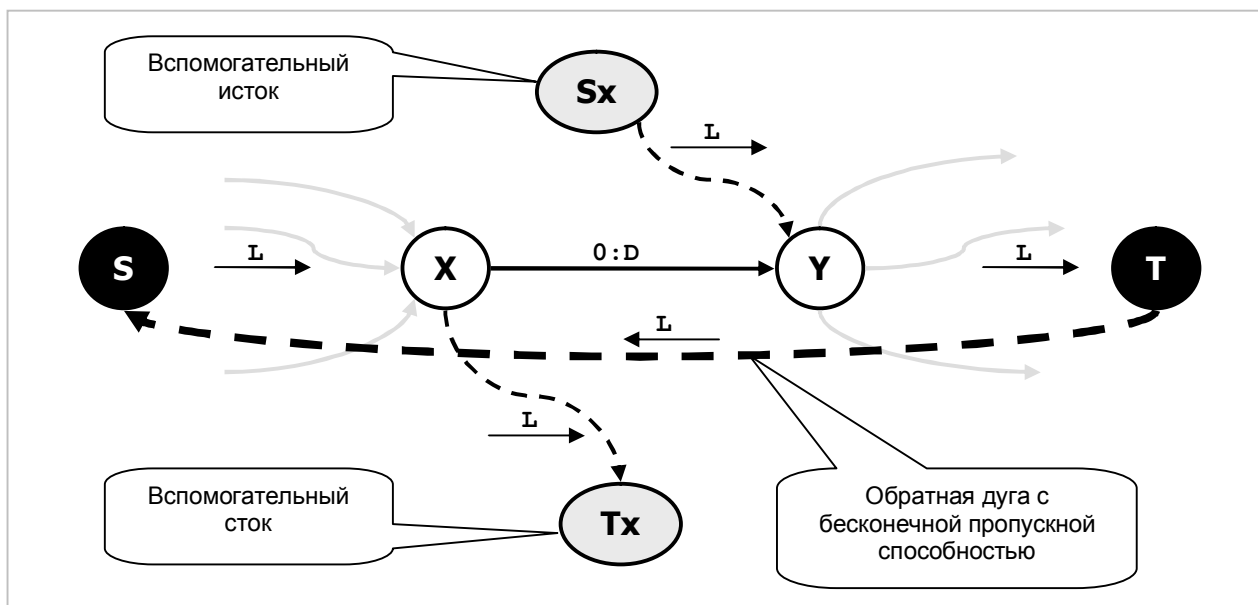 Вспомогательный
исток
Sx
L
S
L
X
0:D
Y
L
T
L
L
Вспомогательный
сток
Tx
Обратная дуга с
бесконечной пропускной
способностью